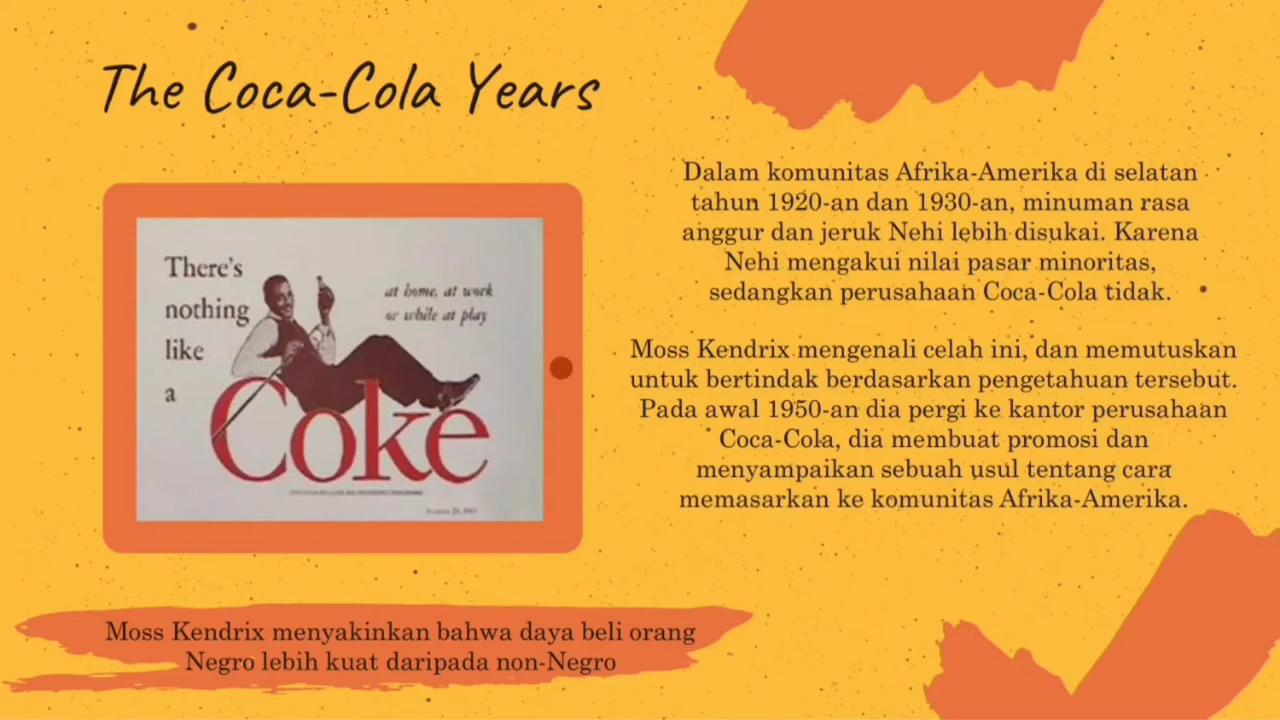 The Coca-Cola Years
There's
nothing
like
a
Coke
at home, at work
or while at play
Dalam komunitas Afrika-Amerika di selatan
tahun 1920-an dan 1930-an, minuman rasa
anggur dan jeruk Nehi lebih disukai. Karena
Nehi mengakui nilai pasar minoritas,
sedangkan perusahaan Coca-Cola tidak.
Moss Kendrix mengenali celah ini, dan memutuskan
untuk bertindak berdasarkan pengetahuan tersebut.
Pada awal 1950-an dia pergi ke kantor perusahaan
Coca-Cola, dia membuat promosi dan
menyampaikan sebuah usul tentang cara
memasarkan ke komunitas Afrika-Amerika.
Moss Kendrix menyakinkan bahwa daya beli orang
Negro lebih kuat daripada non-Negro